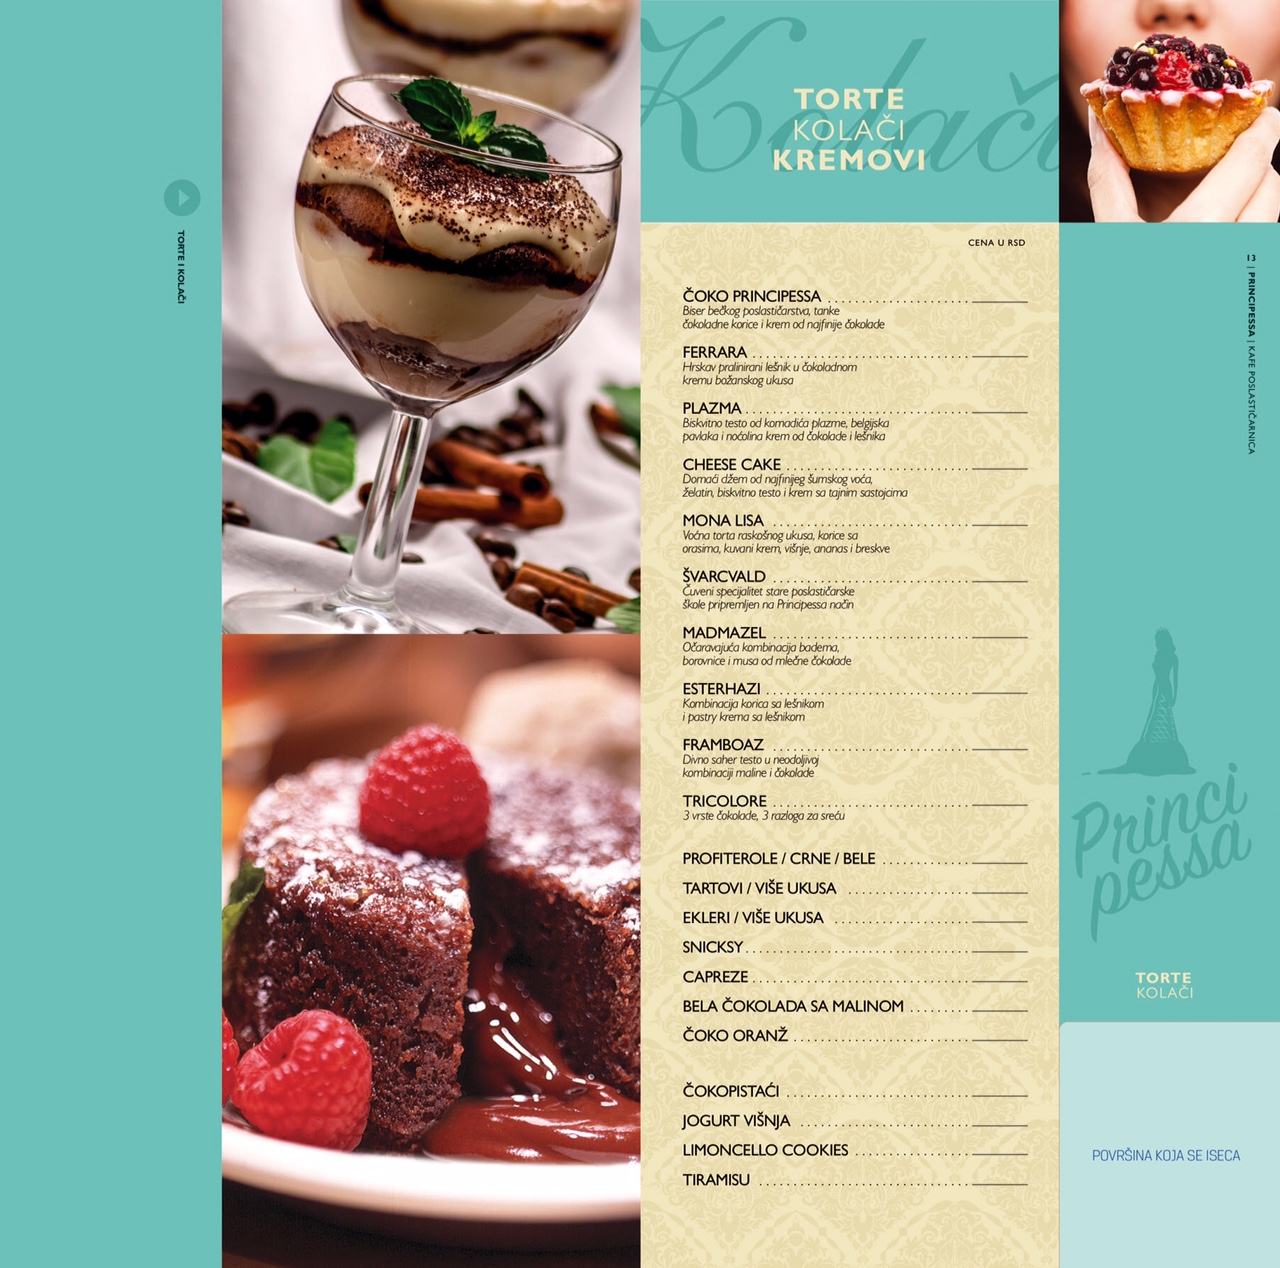 TORTE I KOLAČI
Kolači
TORTE
KOLAČI
KREMOVI
CENA U RSD
ČOKO PRINCIPESSA
Biser bečkog poslastičarstva, tanke
čokoladne korice i krem od najfinije čokolade
FERRARA
Hrskav pralinirani lešnik u čokoladnom
kremu božanskog ukusa
PLAZMA
Biskvitno testo od komadića plazme, belgijska
pavlaka i noćolina krem od čokolade i lešnika
CHEESE CAKE
Domaći džem od najfinijeg šumskog voća,
želatin, biskvitno testo i krem sa tajnim sastojcima
MONA LISA
Voćna torta raskošnog ukusa, korice sa
orasima, kuvani krem, višnje, ananas i breskve
ŠVARCVALD
Čuveni specijalitet stare poslastičarske
škole pripremljen na Principessa način
MADMAZEL
Očaravajuća kombinacija badema,
borovnice i musa od mlečne čokolade
ESTERHAZI
Kombinacija korica sa lešnikom
i pastry krema sa lešnikom
FRAMBOAZ
Divno saher testo u neodoljivoj
kombinaciji maline i čokolade
TRICOLORE
3 vrste čokolade, 3 razloga za sreću
PROFITEROLE / CRNE / BELE
TARTOVI / VIŠE UKUSA
EKLERI / VIŠE UKUSA
SNICKSY
CAPREZE
BELA ČOKOLADA SA MALINOM
ČOKO ORANŽ
ČOKOPISTAĆI
JOGURT VIŠNJA
LIMONCELLO COOKIES
TIRAMISU
13 | PRINCIPESSA | KAFE POSLASTIČARNICA
Princi
pessa
TORTE
KOLAČI
POVRŠINA KOJA SE ISECA